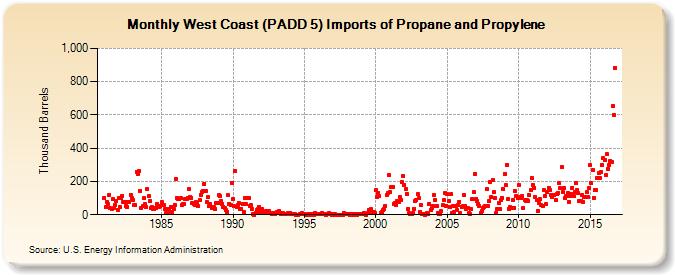 Monthly West Coast (PADD 5) Imports of Propane and Propylene
Thousand Barrels
1,000
800
600
400
200
0
1985 1990 1995 2000 2005 2010 2015
Source: U.S. Energy Information Administration